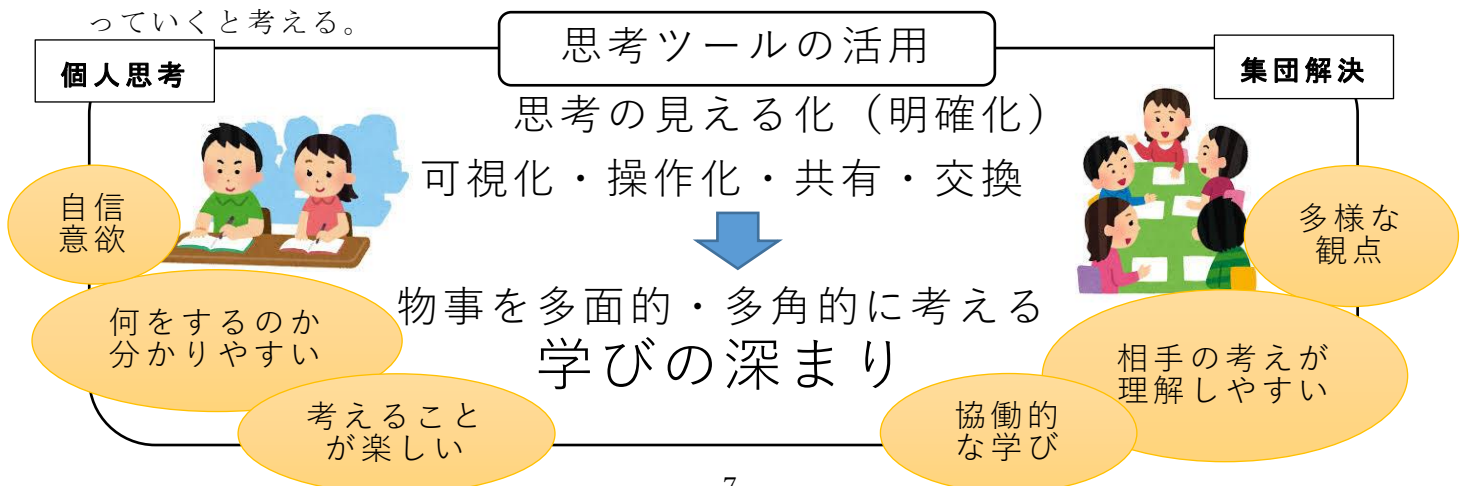 っていくと考える。
思考ツールの活用
個人思考
集団解決
思考の見える化（明確化）
可視化・操作化・共有・交換
自信
意欲
多様な
観点
物事を多面的・多角的に考える
学びの深まり
何をするのか
分かりやすい
相手の考えが
理解しやすい
考えること
が楽しい
協働的
な学び
7